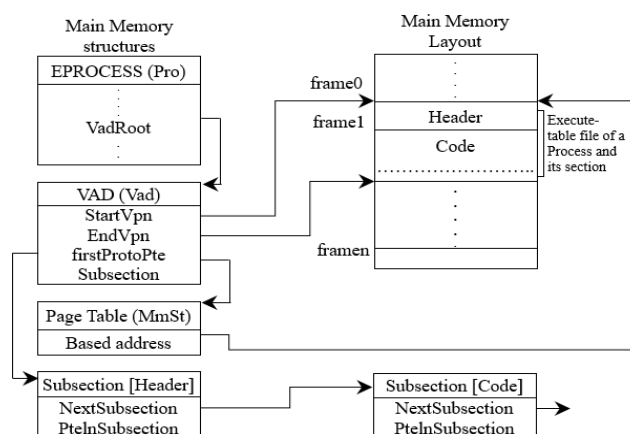 Main Memory
structures
EPROCESS (Pro)
VadRoot
VAD (Vad)
StartVpn
EndVpn
firstProtoPte
Subsection
Page Table (MmSt)
Based address
Subsection [Header]
NextSubsection
PteInSubsection
Main Memory
Layout
frame0
frame1
Header
Code
framen
Execute-
table file of a
Process and
its section
Subsection [Code]
NextSubsection
PteInSubsection